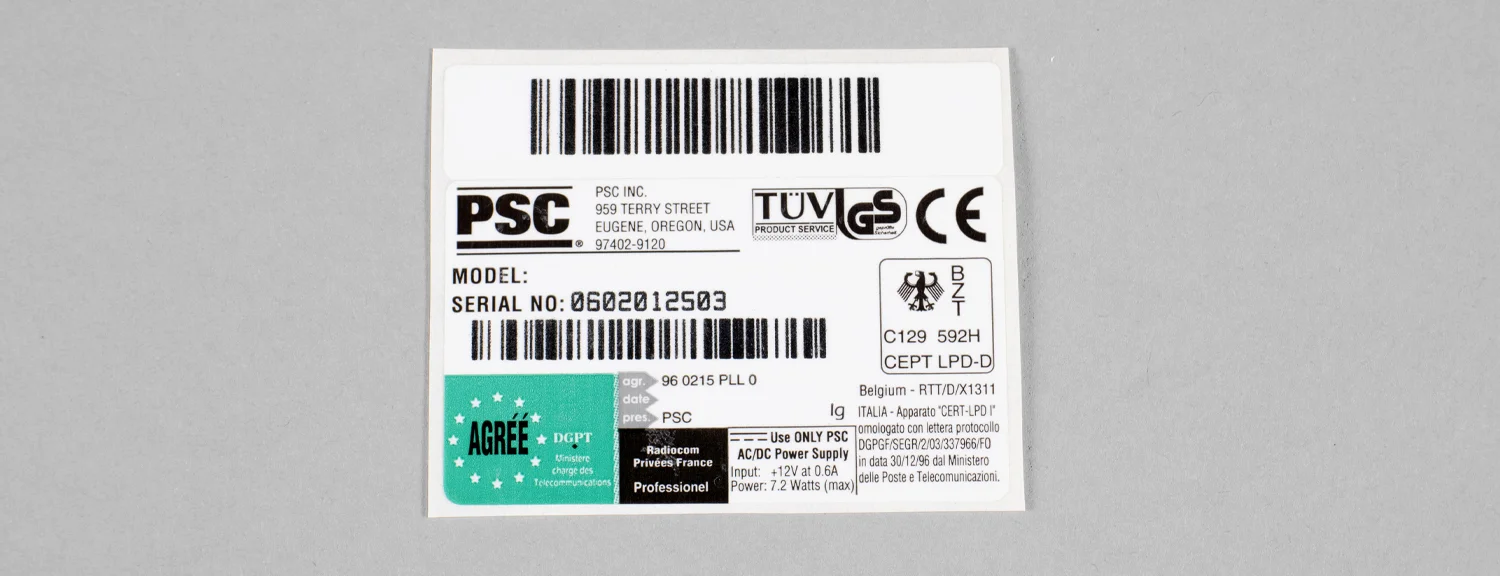 PSC®
PSC INC.
959 TERRY STREET
EUGENE, OREGON, USA
97402-9120
TÜV
PRODUCT SERVICE
GS
geprüfte
Sicherheit
CE
MODEL:
SERIAL NO: 0602012503
BZT
C129 592H
CEPT LPD-D
AGRÉÉ
DGPT
Ministere
charge des
Telecommunications
agr. 96 0215 PLL 0
date
pres. PSC
lg
Radiocom
Privées France
Professionel
Use ONLY PSC
AC/DC Power Supply
Input: +12V at 0.6A
Power: 7.2 Watts (max)
Belgium - RTT/D/X1311
ITALIA - Apparato "CERT-LPD I"
omologato con lettera protocollo
DGPGF/SEGR/2/03/337966/FO
in data 30/12/96 dal Ministero
delle Poste e Telecomunicazioni.